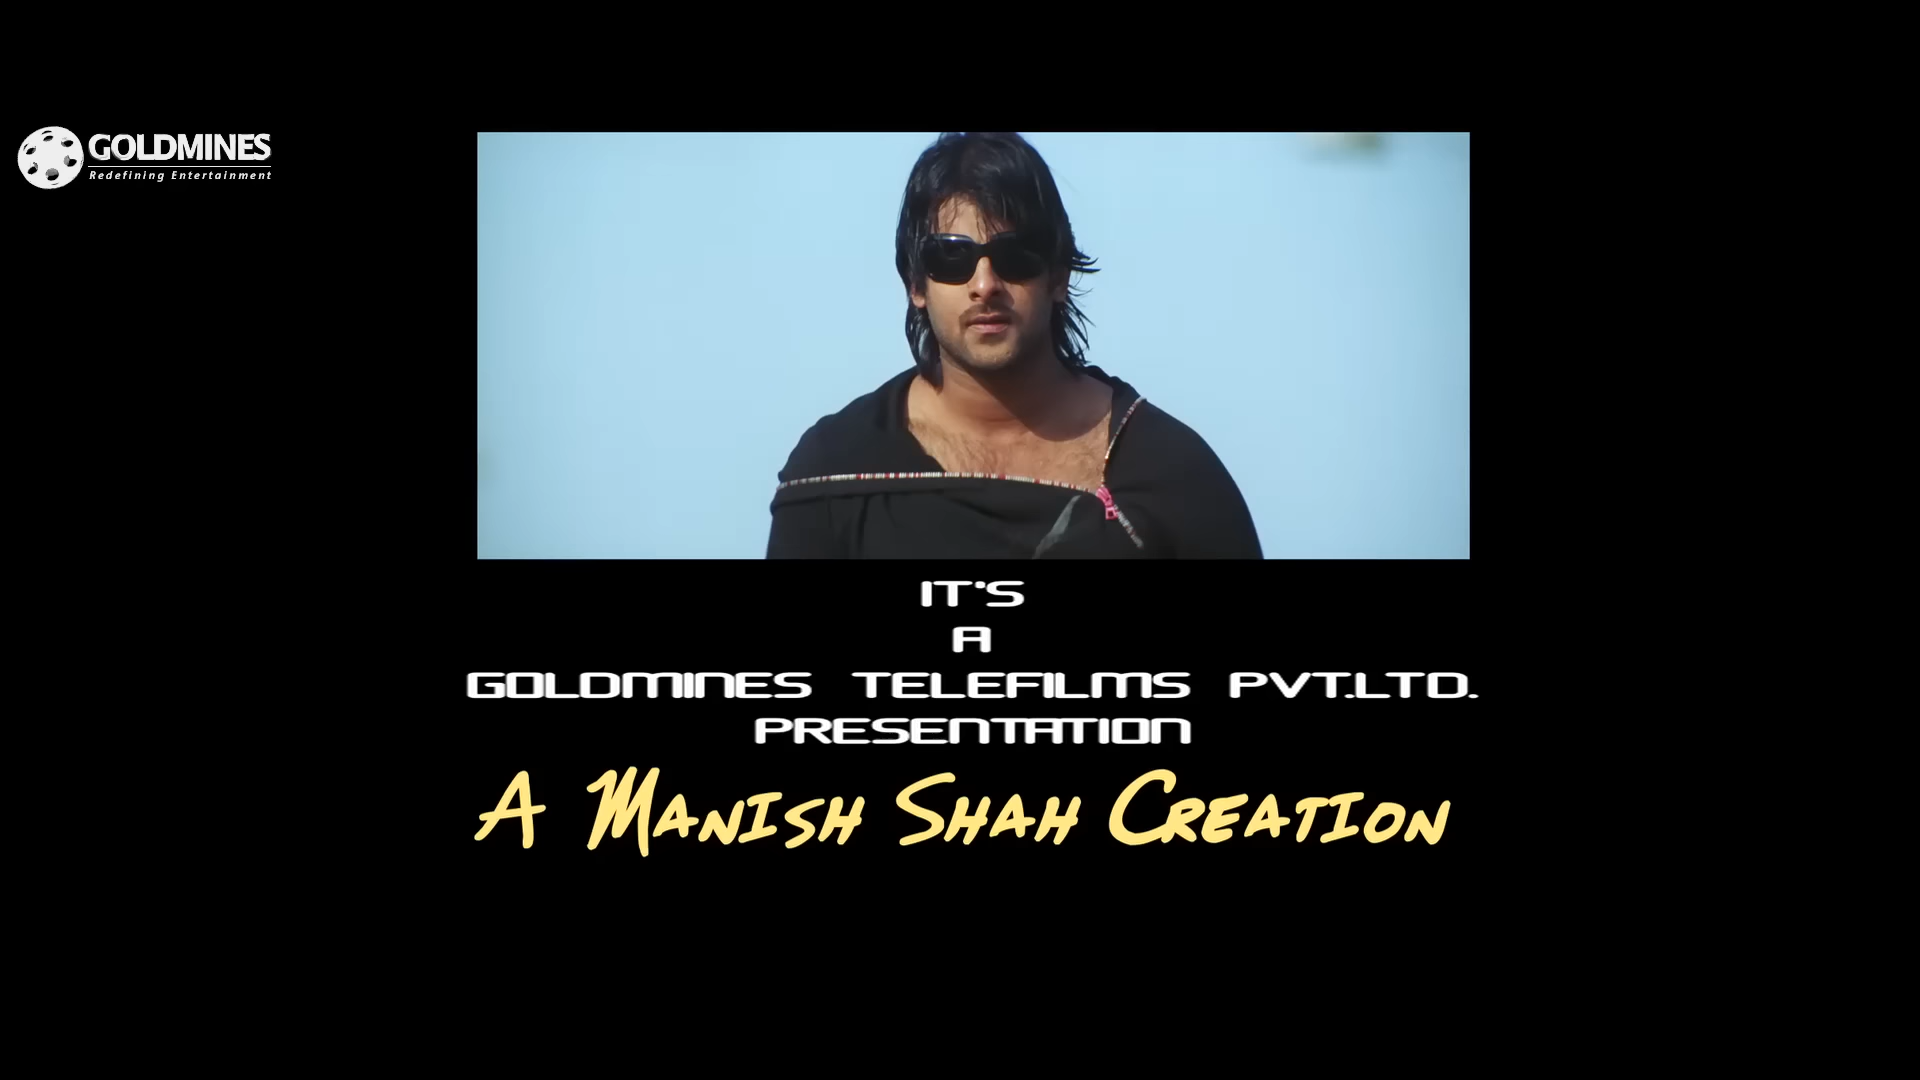 GOLDMINES
Redefining Entertainment
IT'S
A
GOLDMINES TELEFILMS PVT.LTD.
PRESENTATION
A MANISH SHAH CREATION